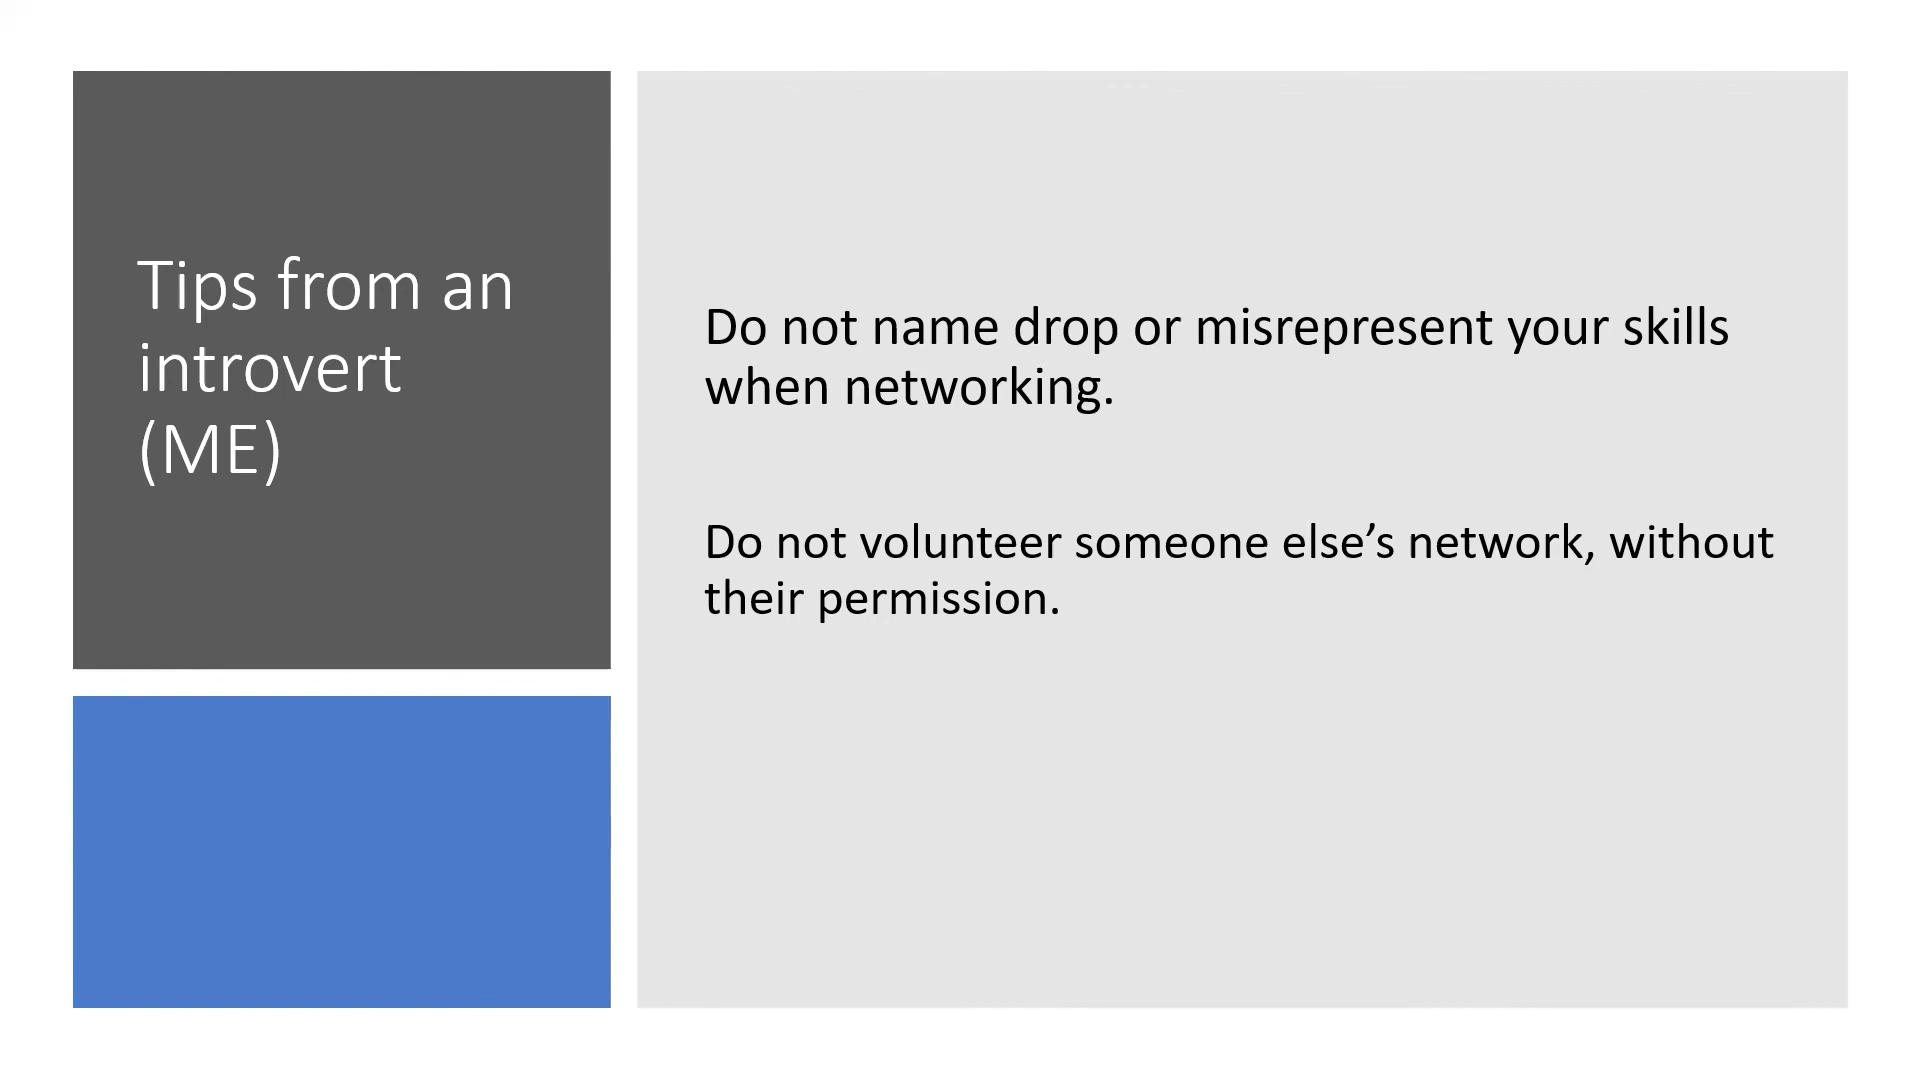 Tips from an
introvert
(ME)
Do not name drop or misrepresent your skills
when networking.
Do not volunteer someone else’s network, without
their permission.